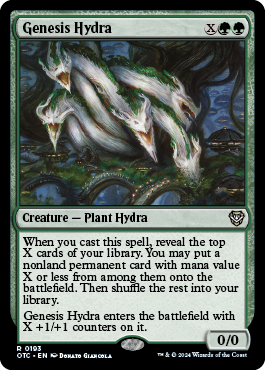 Genesis Hydra X
Creature — Plant Hydra
When you cast this spell, reveal the top
X cards of your library. You may put a
nonland permanent card with mana value
X or less from among them onto the
battlefield. Then shuffle the rest into your
library.
Genesis Hydra enters the battlefield with
X +1/+1 counters on it.
0/0
R 0193
OTC • EN Donato Giancola
™ & © 2024 Wizards of the Coast